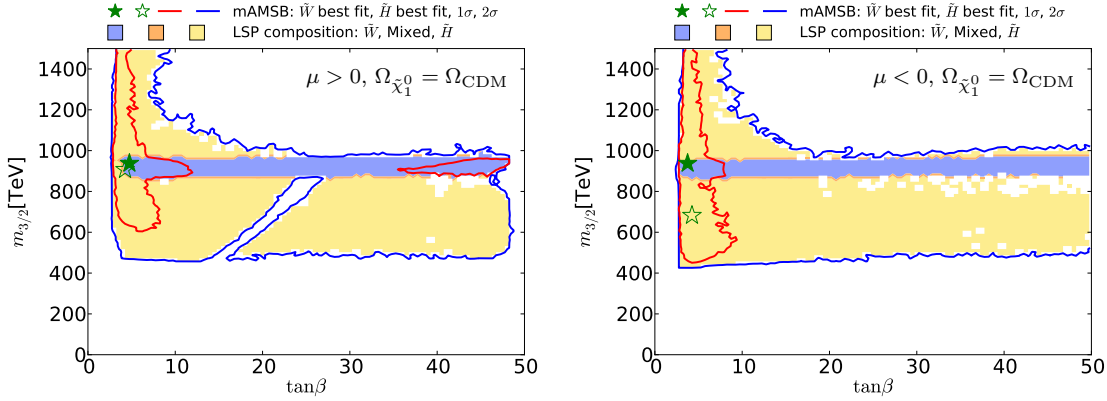 mAMSB: W̃ best fit, H̃ best fit, 1σ, 2σ
LSP composition: W̃, Mixed, H̃
μ > 0, Ω_χ̃₁⁰ = Ω_CDM
m₃/₂[TeV]
1400
1200
1000
800
600
400
200
0
0 10 20 30 40 50
tanβ
mAMSB: W̃ best fit, H̃ best fit, 1σ, 2σ
LSP composition: W̃, Mixed, H̃
μ < 0, Ω_χ̃₁⁰ = Ω_CDM
m₃/₂[TeV]
1400
1200
1000
800
600
400
200
0
0 10 20 30 40 50
tanβ